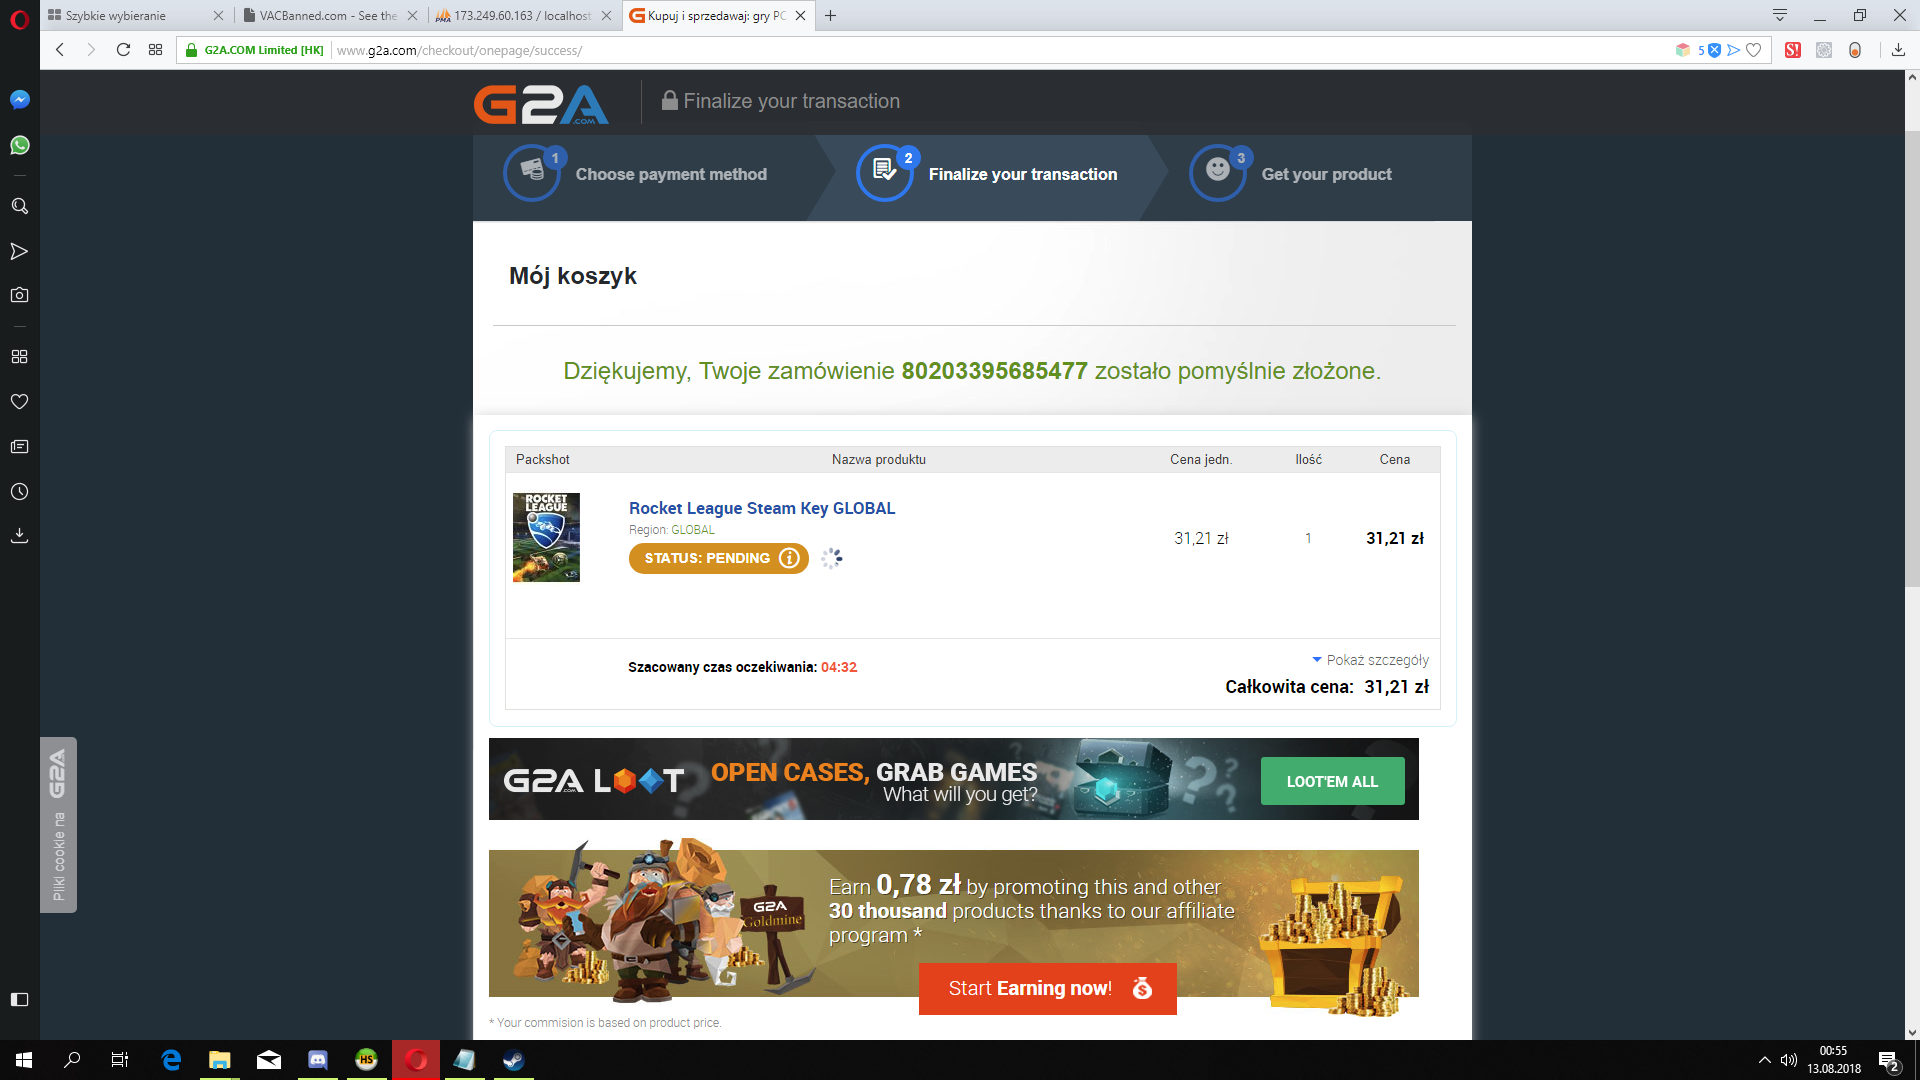 Szybkie wybieranie
VACBanned.com - See the
173.249.60.163 / localhost
Kupuj i sprzedawaj: gry PC
G2A.COM Limited [HK]
www.g2a.com/checkout/onepage/success/
5
S!
G2A.COM
Finalize your transaction
1
Choose payment method
2
Finalize your transaction
3
Get your product
Mój koszyk
Dziękujemy, Twoje zamówienie 80203395685477 zostało pomyślnie złożone.
Packshot
Nazwa produktu
Cena jedn.
Ilość
Cena
ROCKET LEAGUE
Rocket League Steam Key GLOBAL
Region: GLOBAL
STATUS: PENDING
31,21 zł
1
31,21 zł
Szacowany czas oczekiwania: 04:32
Pokaż szczegóły
Całkowita cena: 31,21 zł
G2A.COM LOOT
OPEN CASES, GRAB GAMES
What will you get?
LOOT'EM ALL
G2A Goldmine
Earn 0,78 zł by promoting this and other
30 thousand products thanks to our affiliate
program *
Start Earning now!
* Your commision is based on product price.
Pliki cookie na G2A
HS
00:55
13.08.2018
2